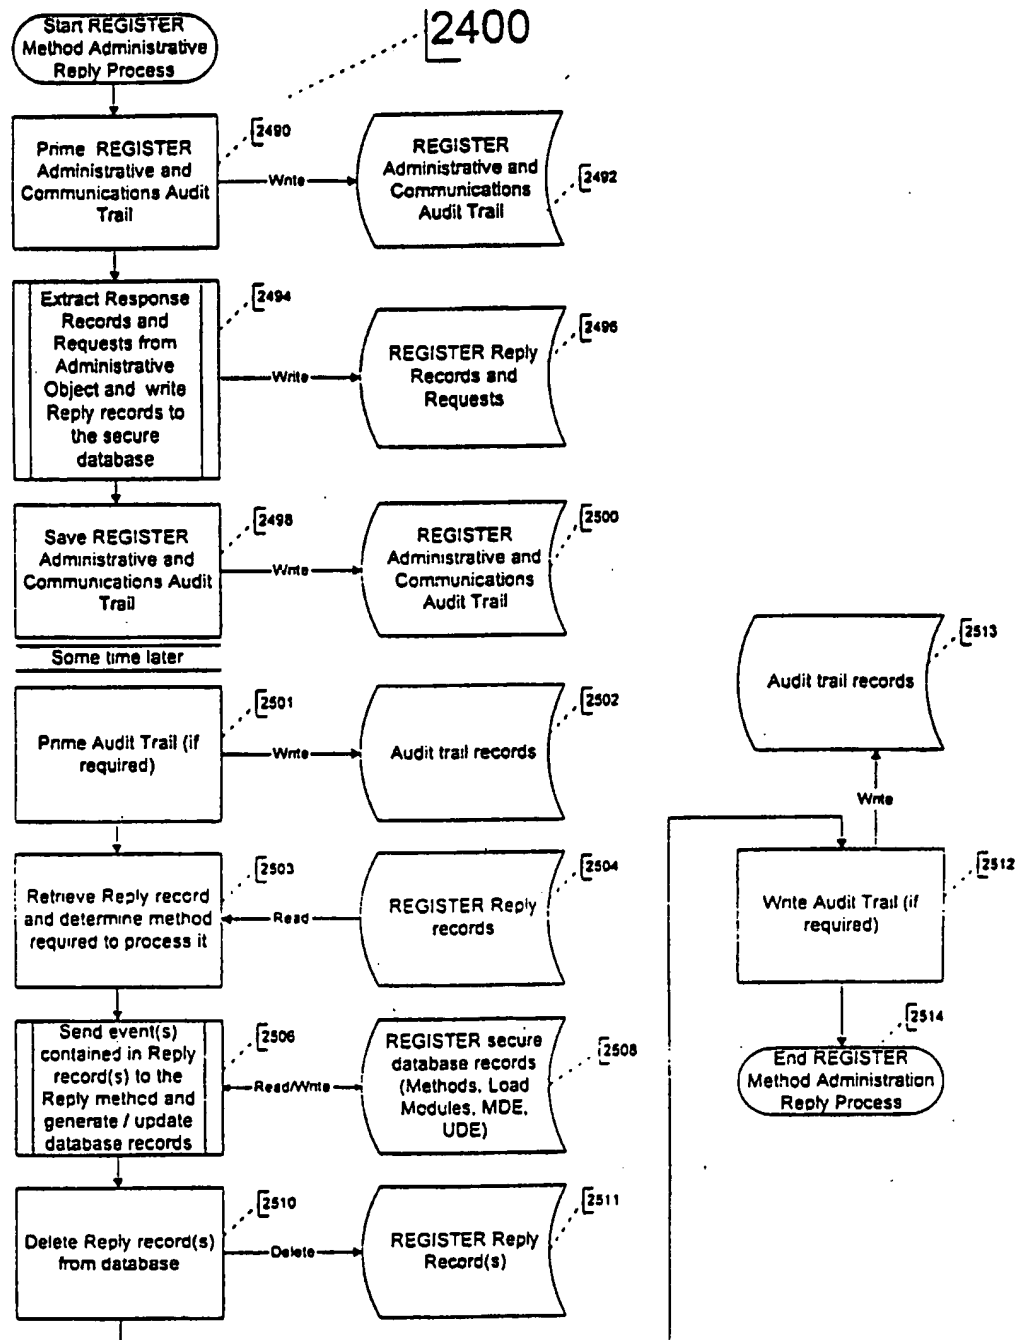 Start REGISTER
Method Administrative
Reply Process
2400
Prime REGISTER
Administrative and
Communications Audit
Trail
2490
Write
REGISTER
Administrative and
Communications
Audit Trail
2492
Extract Response
Records and
Requests from
Administrative
Object and write
Reply records to
the secure
database
2494
Write
REGISTER Reply
Records and
Requests
2496
Save REGISTER
Administrative and
Communications Audit
Trail
2498
Write
REGISTER
Administrative and
Communications
Audit Trail
2500
Some time later
Prime Audit Trail (if
required)
2501
Write
Audit trail records
2502
Retrieve Reply record
and determine method
required to process it
2503
Read
REGISTER Reply
records
2504
Send event(s)
contained in Reply
record(s) to the
Reply method and
generate / update
database records
2506
Read/Write
REGISTER secure
database records
(Methods, Load
Modules, MDE,
UDE)
2508
Delete Reply record(s)
from database
2510
Delete
REGISTER Reply
Record(s)
2511
Audit trail records
2513
Write
Write Audit Trail (if
required)
2512
2514
End REGISTER
Method Administration
Reply Process